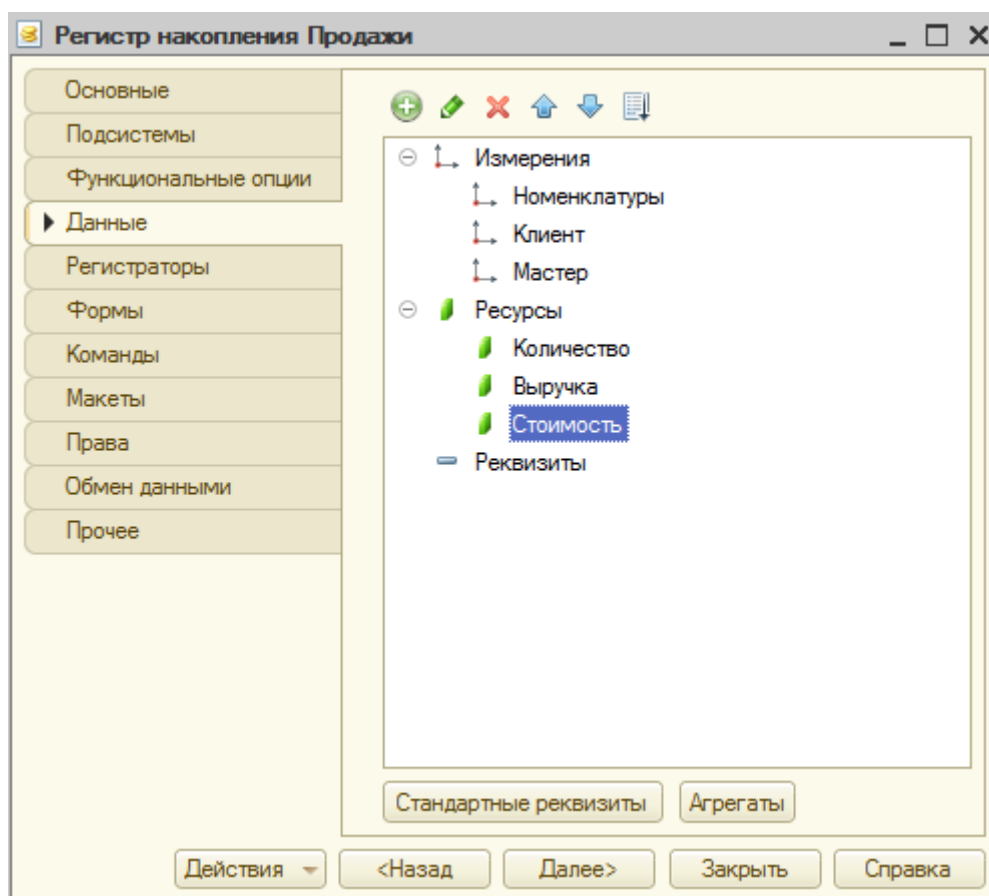 Регистр накопления Продажи
Основные
Подсистемы
Функциональные опции
Данные
Регистраторы
Формы
Команды
Макеты
Права
Обмен данными
Прочее
Измерения
Номенклатуры
Клиент
Мастер
Ресурсы
Количество
Выручка
Стоимость
Реквизиты
Стандартные реквизиты Агрегаты
Действия <Назад Далее> Закрыть Справка